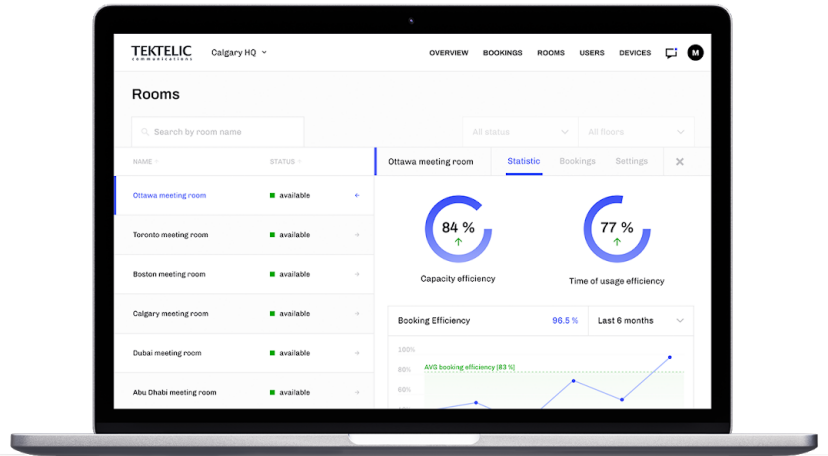 TEKTELIC
communications
Calgary HQ
OVERVIEW BOOKINGS ROOMS USERS DEVICES M
Rooms
Search by room name
All status All floors
NAME STATUS
Ottawa meeting room Statistic Bookings Settings
Ottawa meeting room available
Toronto meeting room available
Boston meeting room available
Calgary meeting room available
Dubai meeting room available
Abu Dhabi meeting room available
84 %
Capacity efficiency
77 %
Time of usage efficiency
Booking Efficiency 96.5 % Last 6 months
100%
AVG booking efficiency (83 %)
80%
60%